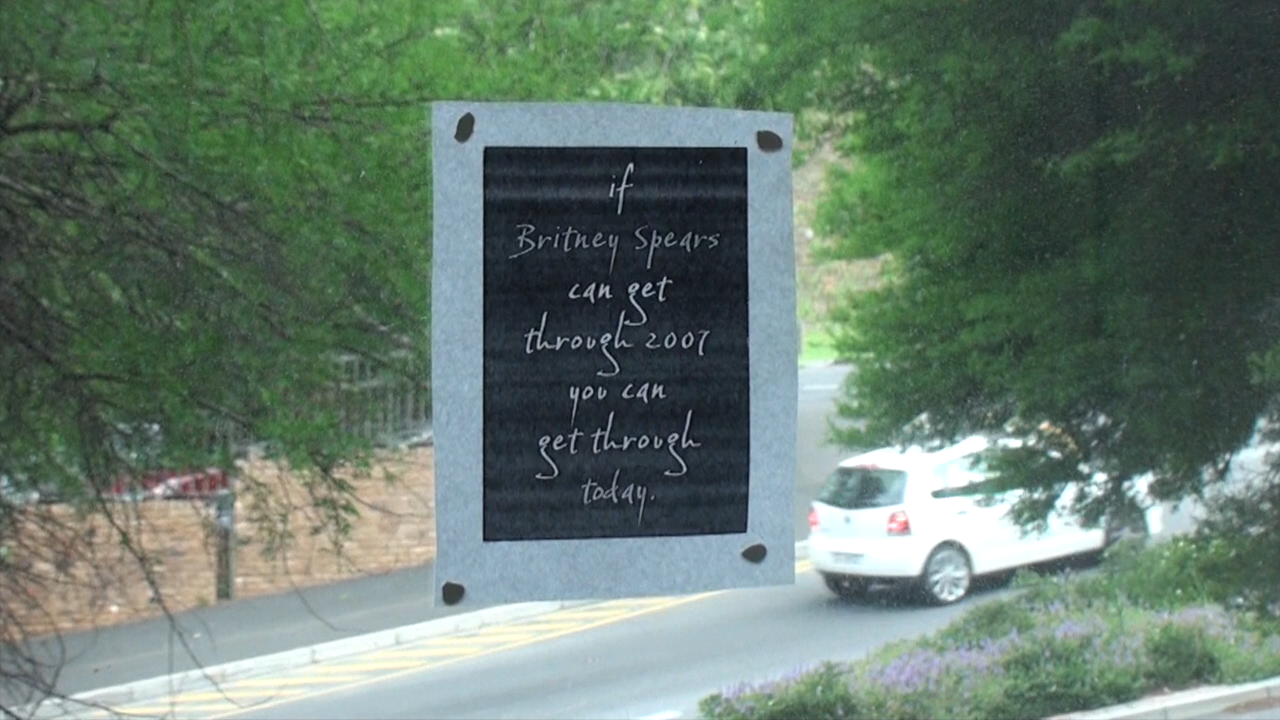 if
Britney Spears
can get
through 2007
you can
get through
today.